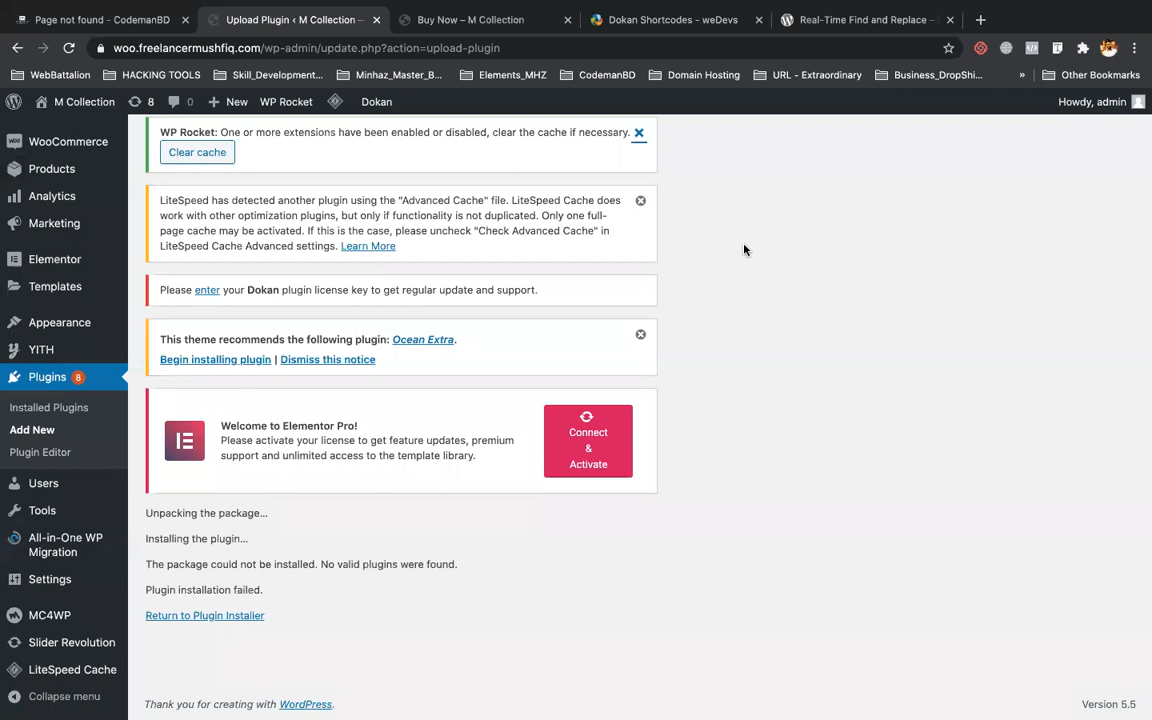 Page not found - CodemanBD
Upload Plugin ‹ M Collection —
Buy Now – M Collection
Dokan Shortcodes - weDevs
Real-Time Find and Replace –
woo.freelancermushfiq.com/wp-admin/update.php?action=upload-plugin
WebBattalion
HACKING TOOLS
Skill_Development...
Minhaz_Master_B...
Elements_MHZ
CodemanBD
Domain Hosting
URL - Extraordinary
Business_DropShi...
»
Other Bookmarks
M Collection
8
0
New
WP Rocket
Dokan
Howdy, admin
WooCommerce
Products
Analytics
Marketing
Elementor
Templates
Appearance
YITH
Plugins 8
Installed Plugins
Add New
Plugin Editor
Users
Tools
All-in-One WP
Migration
Settings
MC4WP
Slider Revolution
LiteSpeed Cache
Collapse menu
WP Rocket: One or more extensions have been enabled or disabled, clear the cache if necessary.
Clear cache
LiteSpeed has detected another plugin using the "Advanced Cache" file. LiteSpeed Cache does
work with other optimization plugins, but only if functionality is not duplicated. Only one full-
page cache may be activated. If this is the case, please uncheck "Check Advanced Cache" in
LiteSpeed Cache Advanced settings. Learn More
Please enter your Dokan plugin license key to get regular update and support.
This theme recommends the following plugin: Ocean Extra.
Begin installing plugin | Dismiss this notice
Welcome to Elementor Pro!
Please activate your license to get feature updates, premium
support and unlimited access to the template library.
Connect
&
Activate
Unpacking the package...
Installing the plugin...
The package could not be installed. No valid plugins were found.
Plugin installation failed.
Return to Plugin Installer
Thank you for creating with WordPress.
Version 5.5